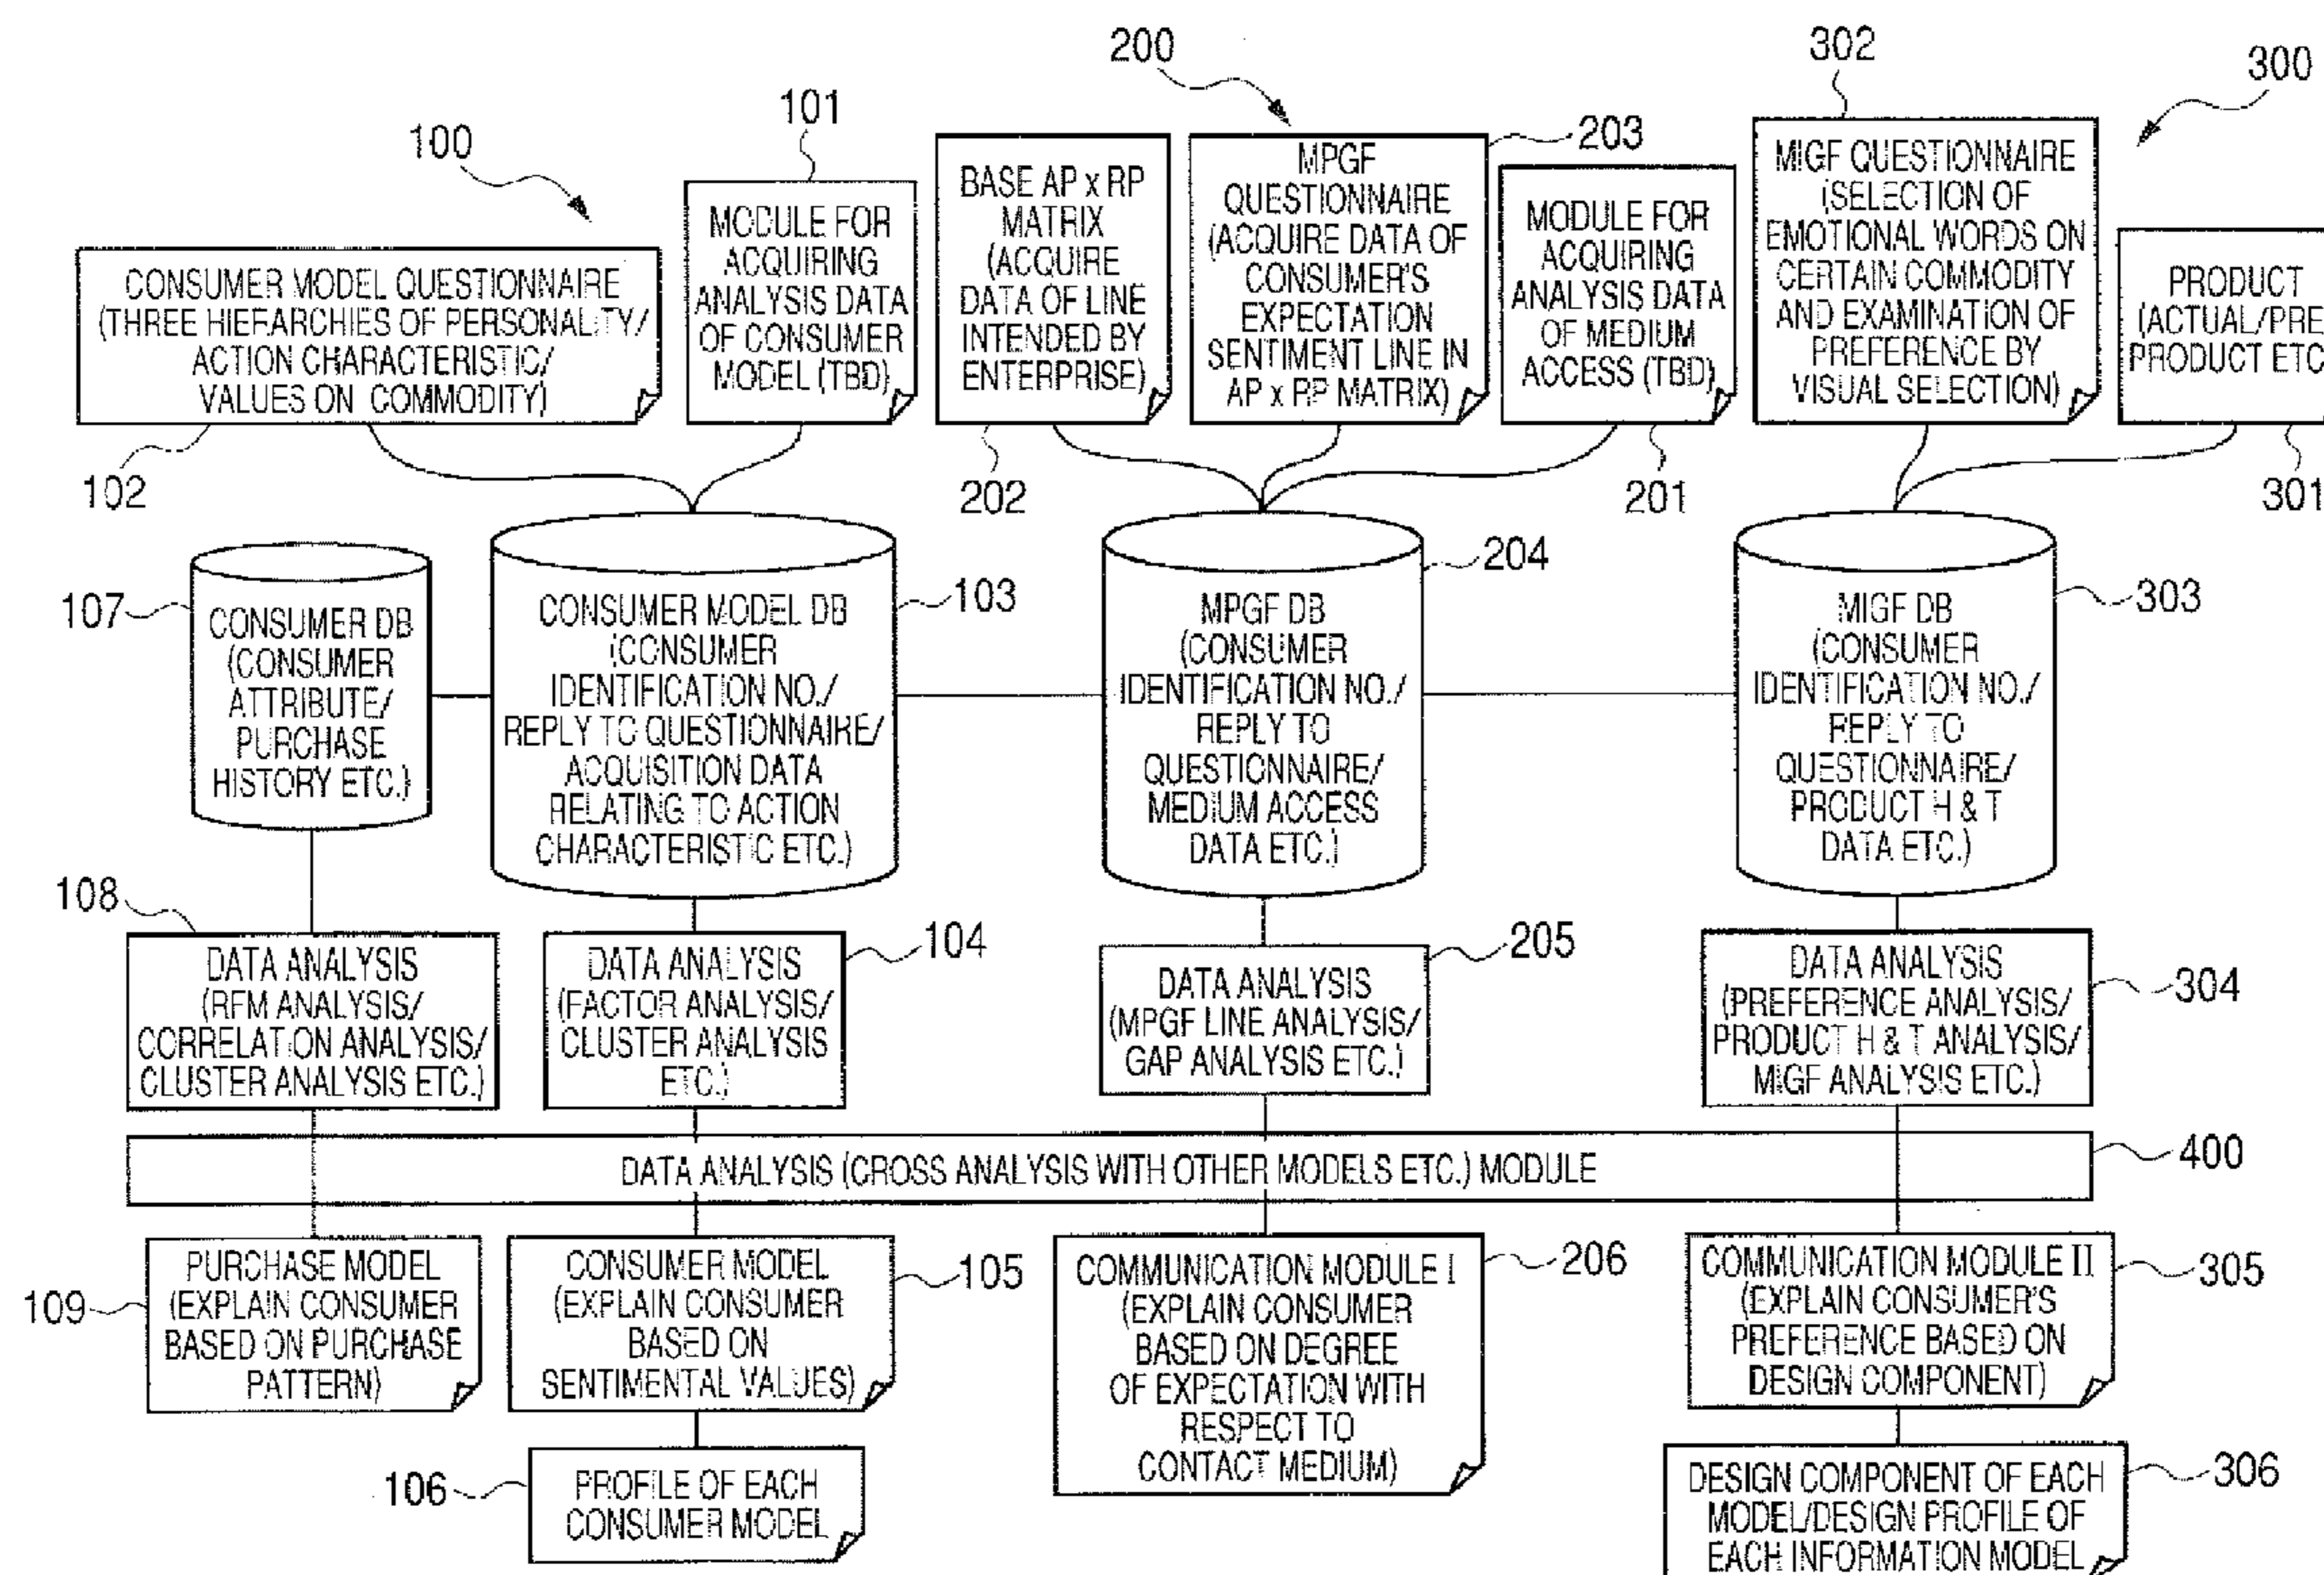 100
CONSUMER MODEL QUESTIONNAIRE
(THREE HIERARCHIES OF PERSONALITY/
ACTION CHARACTERISTIC/
VALUES ON COMMODITY)
102
101
MODULE FOR
ACQUIRING
ANALYSIS DATA
OF CONSUMER
MODEL (TBD)
200
BASE AP x RP
MATRIX
(ACQUIRE
DATA OF LINE
INTENDED BY
ENTERPRISE)
202
MPGF
QUESTIONNAIRE
(ACQUIRE DATA OF
CONSUMER'S
EXPECTATION
SENTIMENT LINE IN
AP x RP MATRIX)
203
MODULE FOR
ACQUIRING
ANALYSIS DATA
OF MEDIUM
ACCESS (TBD)
201
302
MIGF QUESTIONNAIRE
(SELECTION OF
EMOTIONAL WORDS ON
CERTAIN COMMODITY
AND EXAMINATION OF
PREFERENCE BY
VISUAL SELECTION)
300
PRODUCT
(ACTUAL/PRE
PRODUCT ETC
301
107
CONSUMER DB
(CONSUMER
ATTRIBUTE/
PURCHASE
HISTORY ETC.)
CONSUMER MODEL DB
(CONSUMER
IDENTIFICATION NO./
REPLY TO QUESTIONNAIRE/
ACQUISITION DATA
RELATING TO ACTION
CHARACTERISTIC ETC.)
103
MPGF DB
(CONSUMER
IDENTIFICATION NO./
REPLY TO
QUESTIONNAIRE/
MEDIUM ACCESS
DATA ETC.)
204
MIGF DB
(CONSUMER
IDENTIFICATION NO./
REPLY TO
QUESTIONNAIRE/
PRODUCT H & T
DATA ETC.)
303
108
DATA ANALYSIS
(RFM ANALYSIS/
CORRELATION ANALYSIS/
CLUSTER ANALYSIS ETC.)
DATA ANALYSIS
(FACTOR ANALYSIS/
CLUSTER ANALYSIS
ETC.)
104
DATA ANALYSIS
(MPGF LINE ANALYSIS/
GAP ANALYSIS ETC.)
205
DATA ANALYSIS
(PREFERENCE ANALYSIS/
PRODUCT H & T ANALYSIS/
MIGF ANALYSIS ETC.)
304
DATA ANALYSIS (CROSS ANALYSIS WITH OTHER MODELS ETC.) MODULE
400
109
PURCHASE MODEL
(EXPLAIN CONSUMER
BASED ON PURCHASE
PATTERN)
CONSUMER MODEL
(EXPLAIN CONSUMER
BASED ON
SENTIMENTAL VALUES)
105
106
PROFILE OF EACH
CONSUMER MODEL
COMMUNICATION MODULE I
(EXPLAIN CONSUMER
BASED ON DEGREE
OF EXPECTATION WITH
RESPECT TO
CONTACT MEDIUM)
206
COMMUNICATION MODULE II
(EXPLAIN CONSUMER'S
PREFERENCE BASED ON
DESIGN COMPONENT)
305
DESIGN COMPONENT OF EACH
MODEL/DESIGN PROFILE OF
EACH INFORMATION MODEL
306